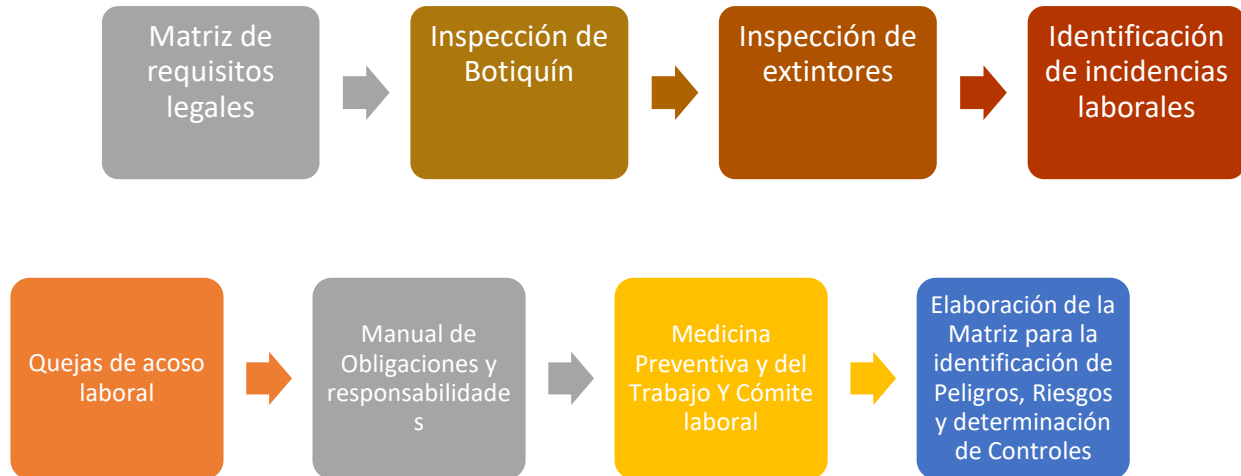 Matriz de
requisitos
legales
Inspección de
Botiquín
Inspección de
extintores
Identificación
de incidencias
laborales
Quejas de acoso
laboral
Manual de
Obligaciones y
responsabilidade
s
Medicina
Preventiva y del
Trabajo Y Cómite
laboral
Elaboración de la
Matriz para la
identificación de
Peligros, Riesgos
y determinación
de Controles